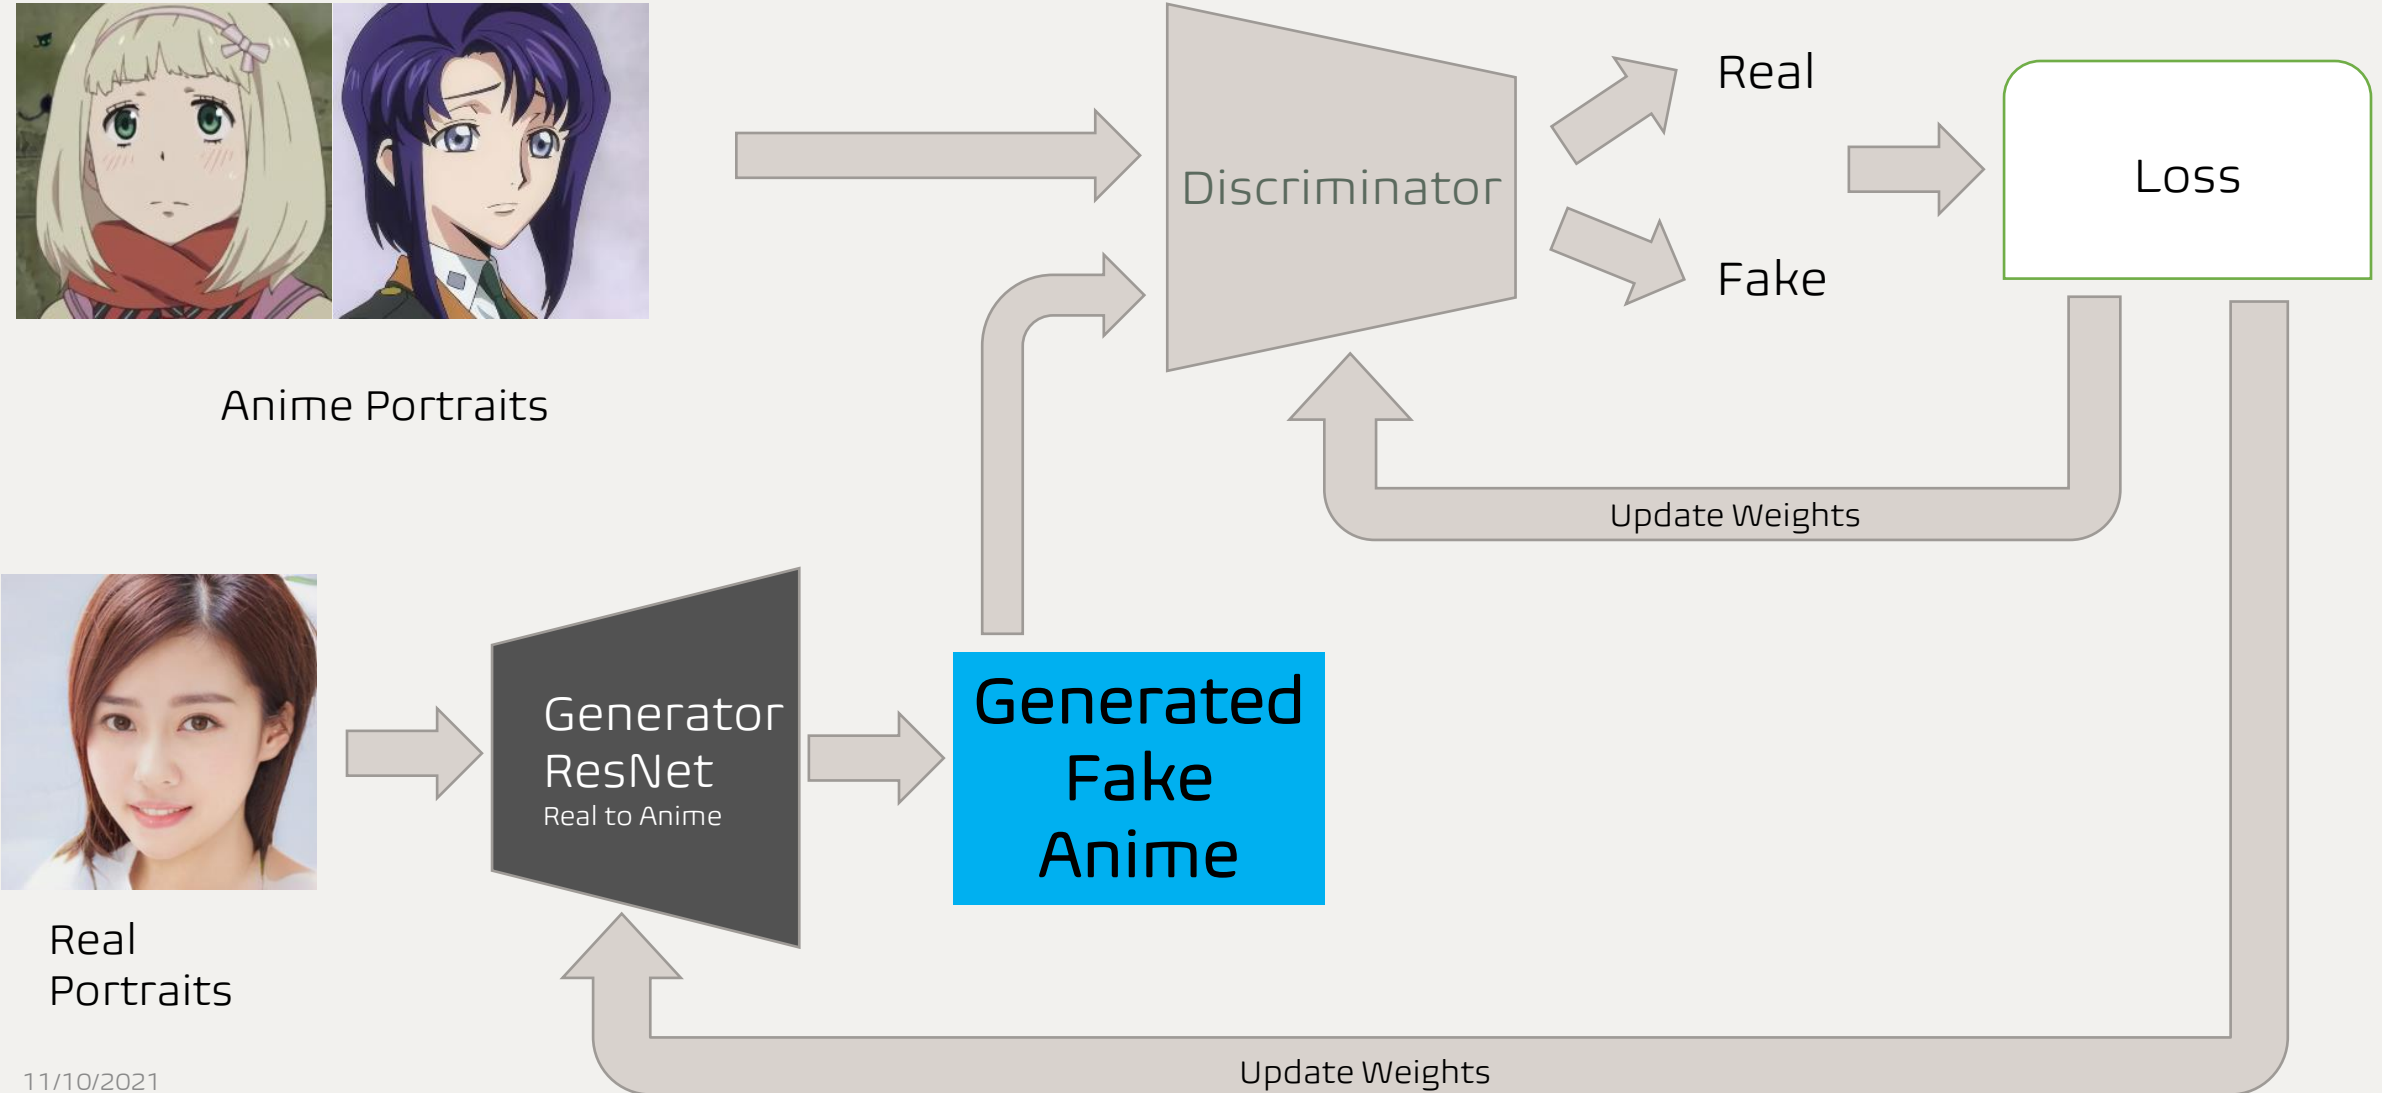 Real
Discriminator
Loss
Fake
Anime Portraits
Update Weights
Generator
ResNet
Real to Anime
Generated
Fake
Anime
Real
Portraits
Update Weights
11/10/2021